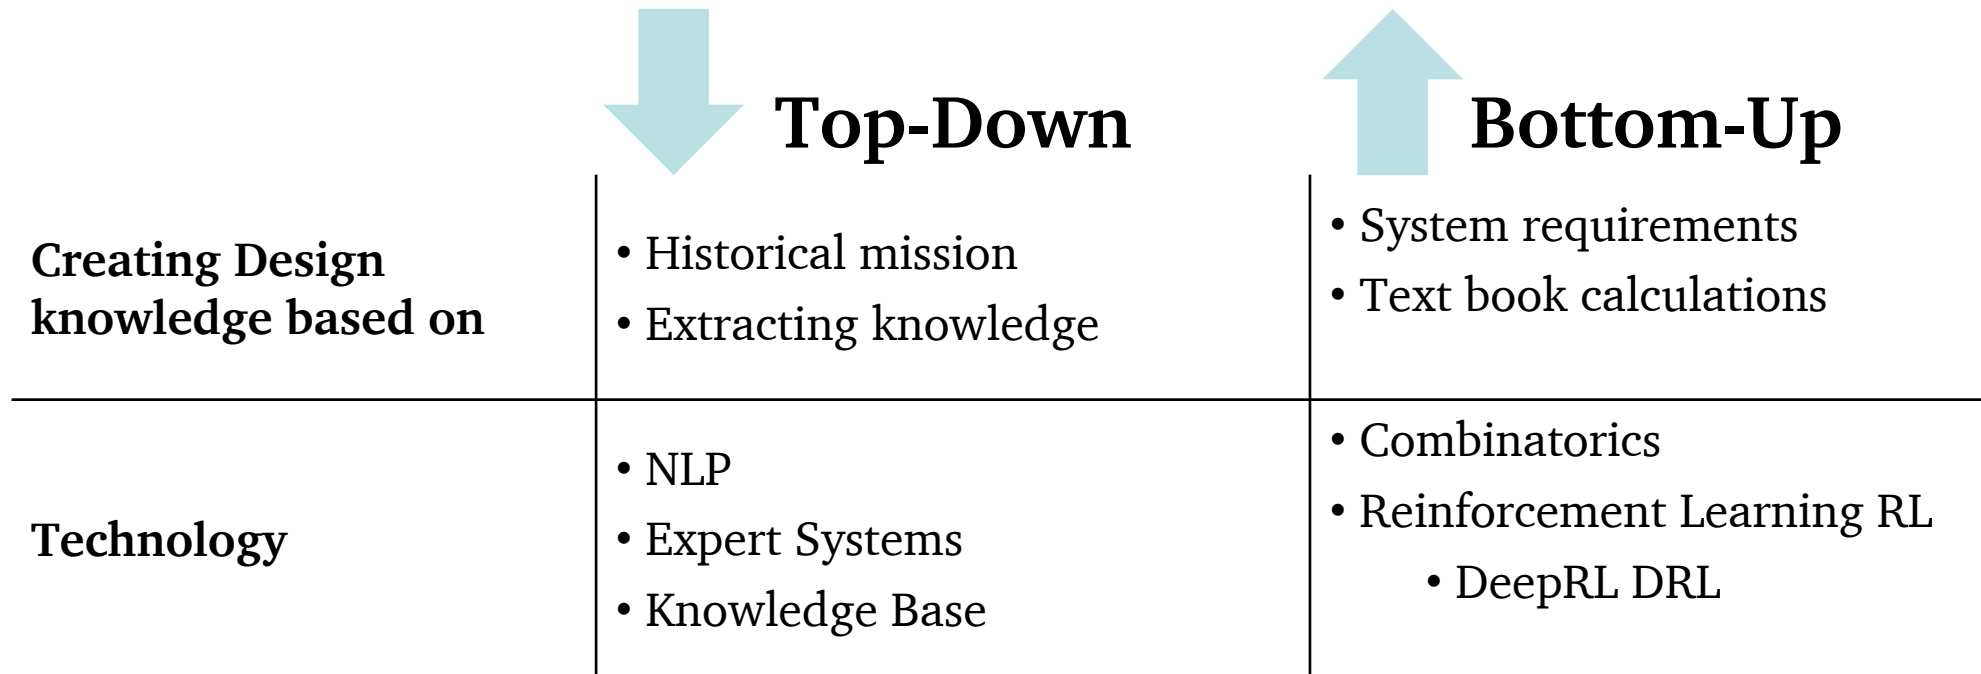 Top-Down
Bottom-Up
Creating Design
knowledge based on
• Historical mission
• Extracting knowledge
• System requirements
• Text book calculations
Technology
• NLP
• Expert Systems
• Knowledge Base
• Combinatorics
• Reinforcement Learning RL
• DeepRL DRL